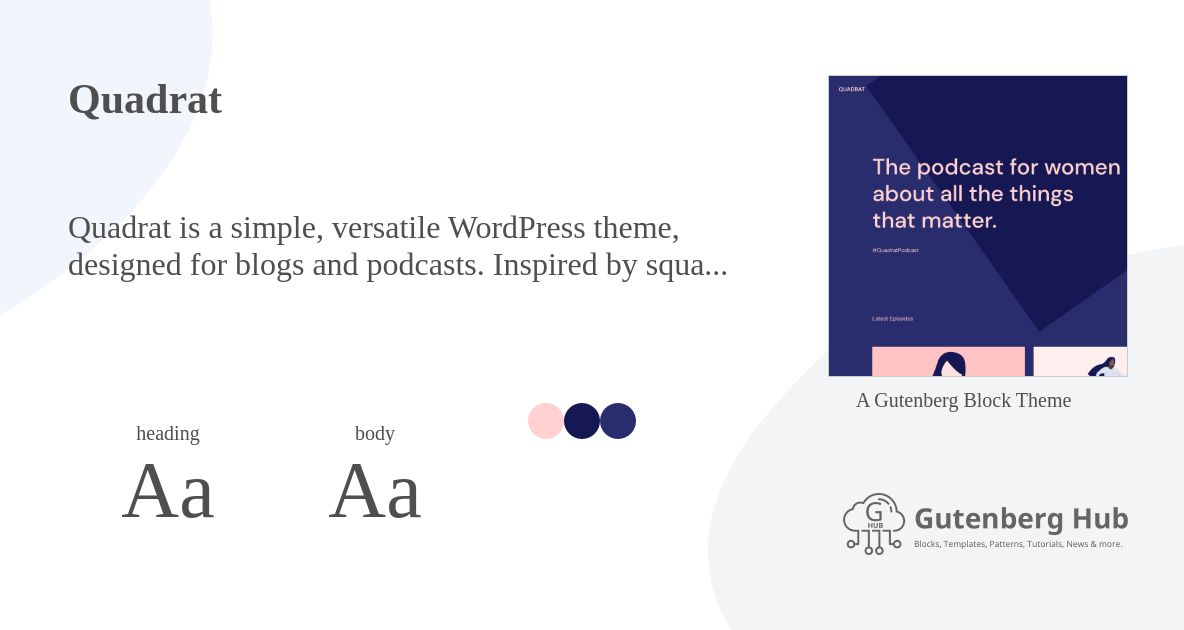 Quadrat
Quadrat is a simple, versatile WordPress theme,
designed for blogs and podcasts. Inspired by squa...
heading
Aa
body
Aa
QUADRAT
The podcast for women
about all the things
that matter.
#QuadratPodcast
Latest Episodes
A Gutenberg Block Theme
G
HUB
Gutenberg Hub
Blocks, Templates, Patterns, Tutorials, News & more.